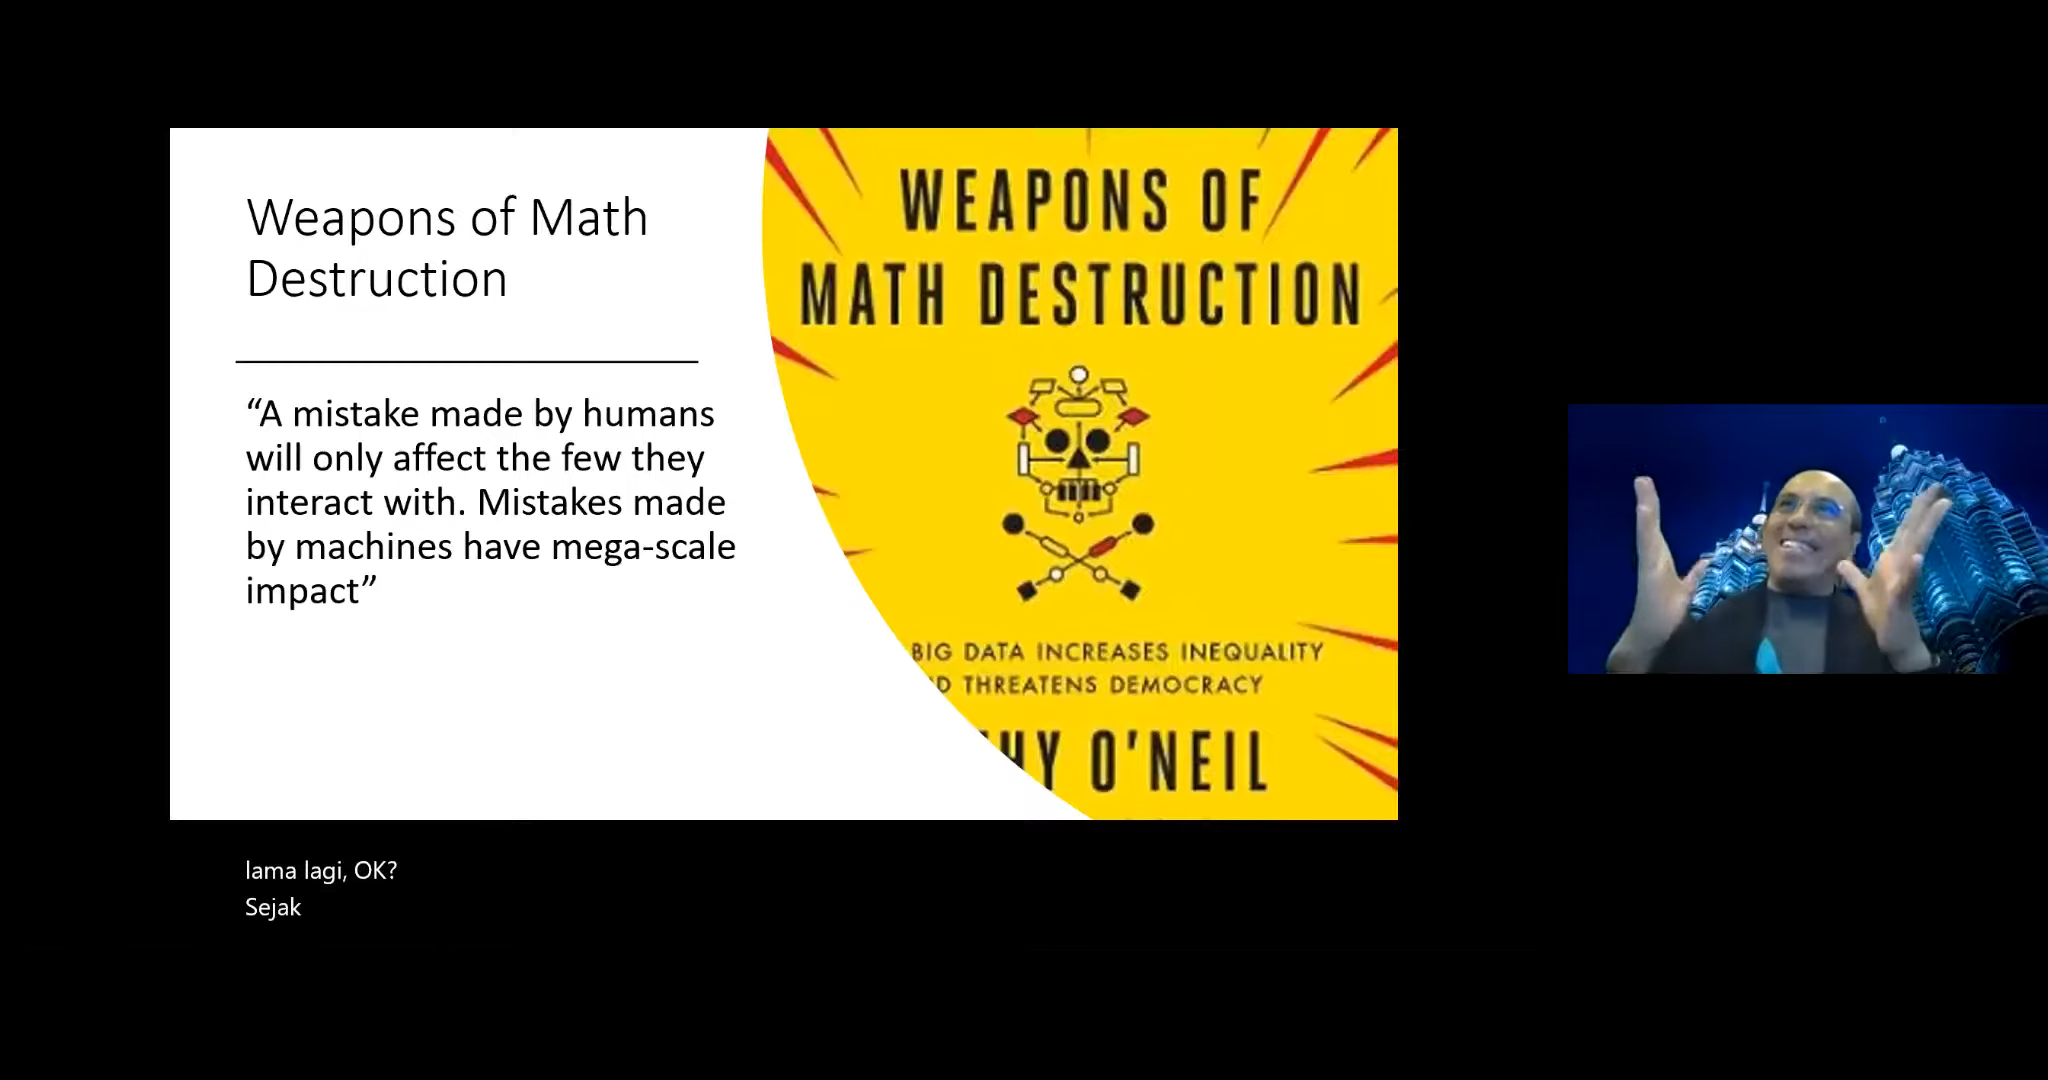 Weapons of Math
Destruction
“A mistake made by humans
will only affect the few they
interact with. Mistakes made
by machines have mega-scale
impact”
WEAPONS OF
MATH DESTRUCTION
BIG DATA INCREASES INEQUALITY
THREATENS DEMOCRACY
O'NEIL
lama lagi, OK?
Sejak